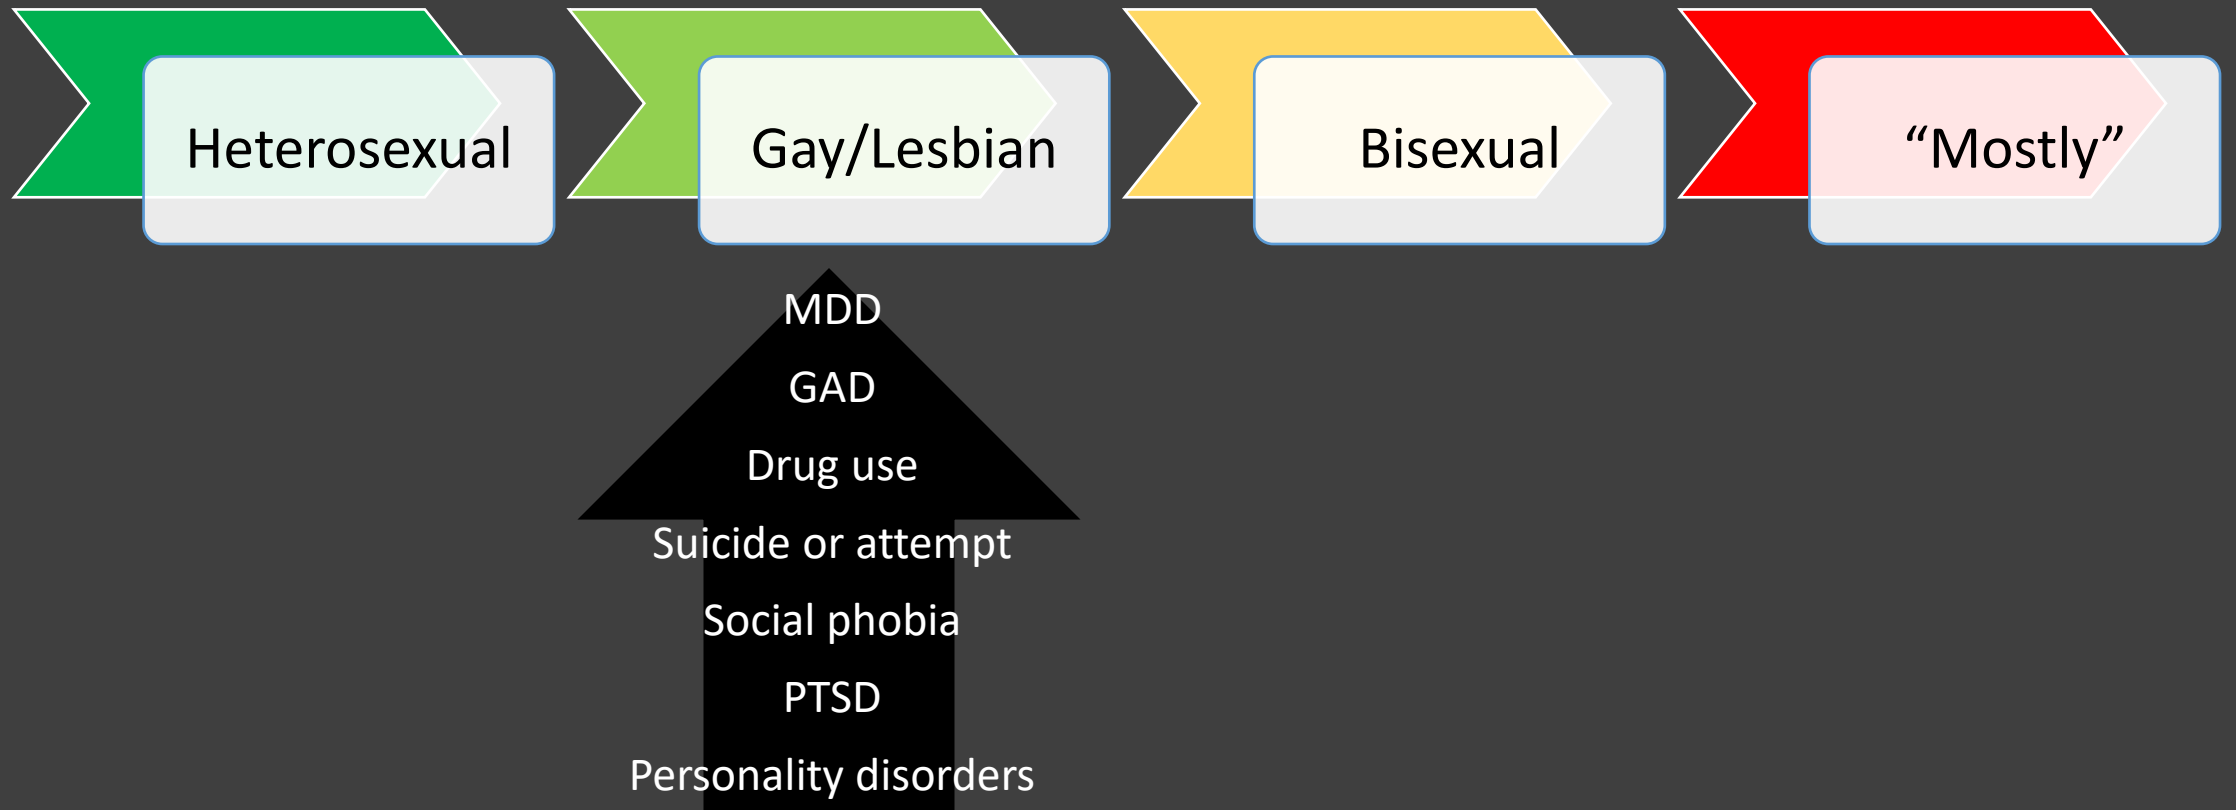 Heterosexual
Gay/Lesbian
Bisexual
“Mostly”
MDD
GAD
Drug use
Suicide or attempt
Social phobia
PTSD
Personality disorders